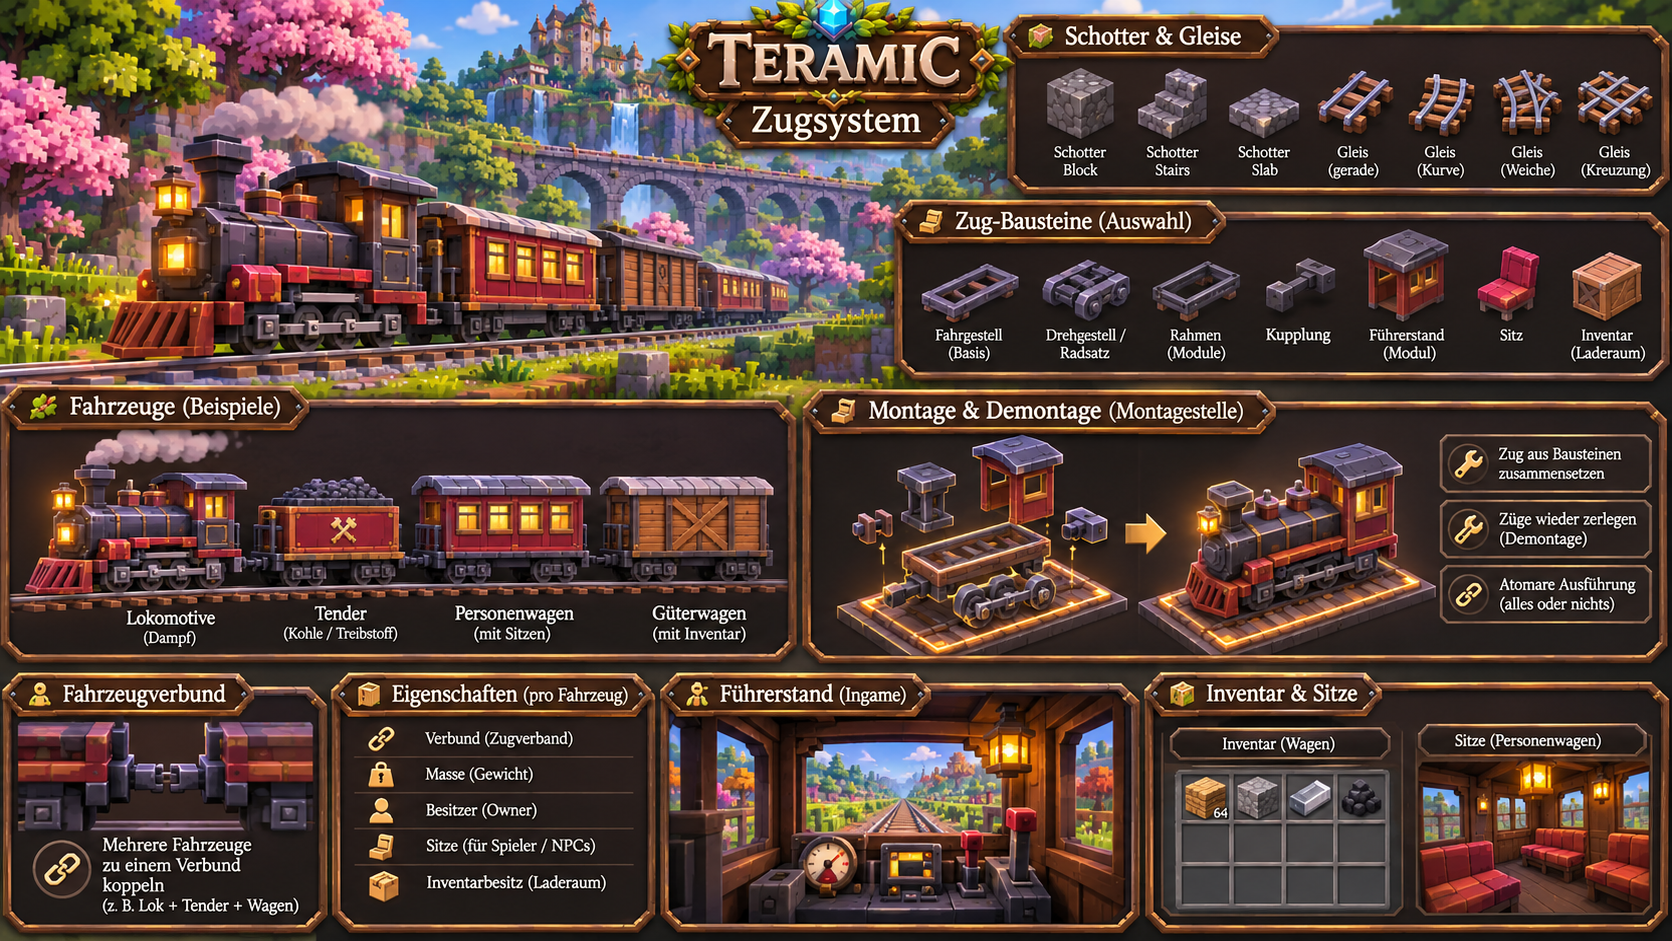 TERAMIC
Zugsystem
Schotter & Gleise
Schotter
Block
Schotter
Stairs
Schotter
Slab
Gleis
(gerade)
Gleis
(Kurve)
Gleis
(Weiche)
Gleis
(Kreuzung)
Zug-Bausteine (Auswahl)
Fahrgestell
(Basis)
Drehgestell /
Radsatz
Rahmen
(Module)
Kupplung
Führerstand
(Modul)
Sitz
Inventar
(Laderaum)
Fahrzeuge (Beispiele)
Lokomotive
(Dampf)
Tender
(Kohle / Treibstoff)
Personenwagen
(mit Sitzen)
Güterwagen
(mit Inventar)
Montage & Demontage (Montagestelle)
Zug aus Bausteinen
zusammensetzen
Züge wieder zerlegen
(Demontage)
Atomare Ausführung
(alles oder nichts)
Fahrzeugverbund
Mehrere Fahrzeuge
zu einem Verbund
koppeln
(z. B. Lok + Tender + Wagen)
Eigenschaften (pro Fahrzeug)
Verbund (Zugverband)
Masse (Gewicht)
Besitzer (Owner)
Sitze (für Spieler / NPCs)
Inventarbesitz (Laderaum)
Führerstand (Ingame)
Inventar & Sitze
Inventar (Wagen)
64
Sitze (Personenwagen)